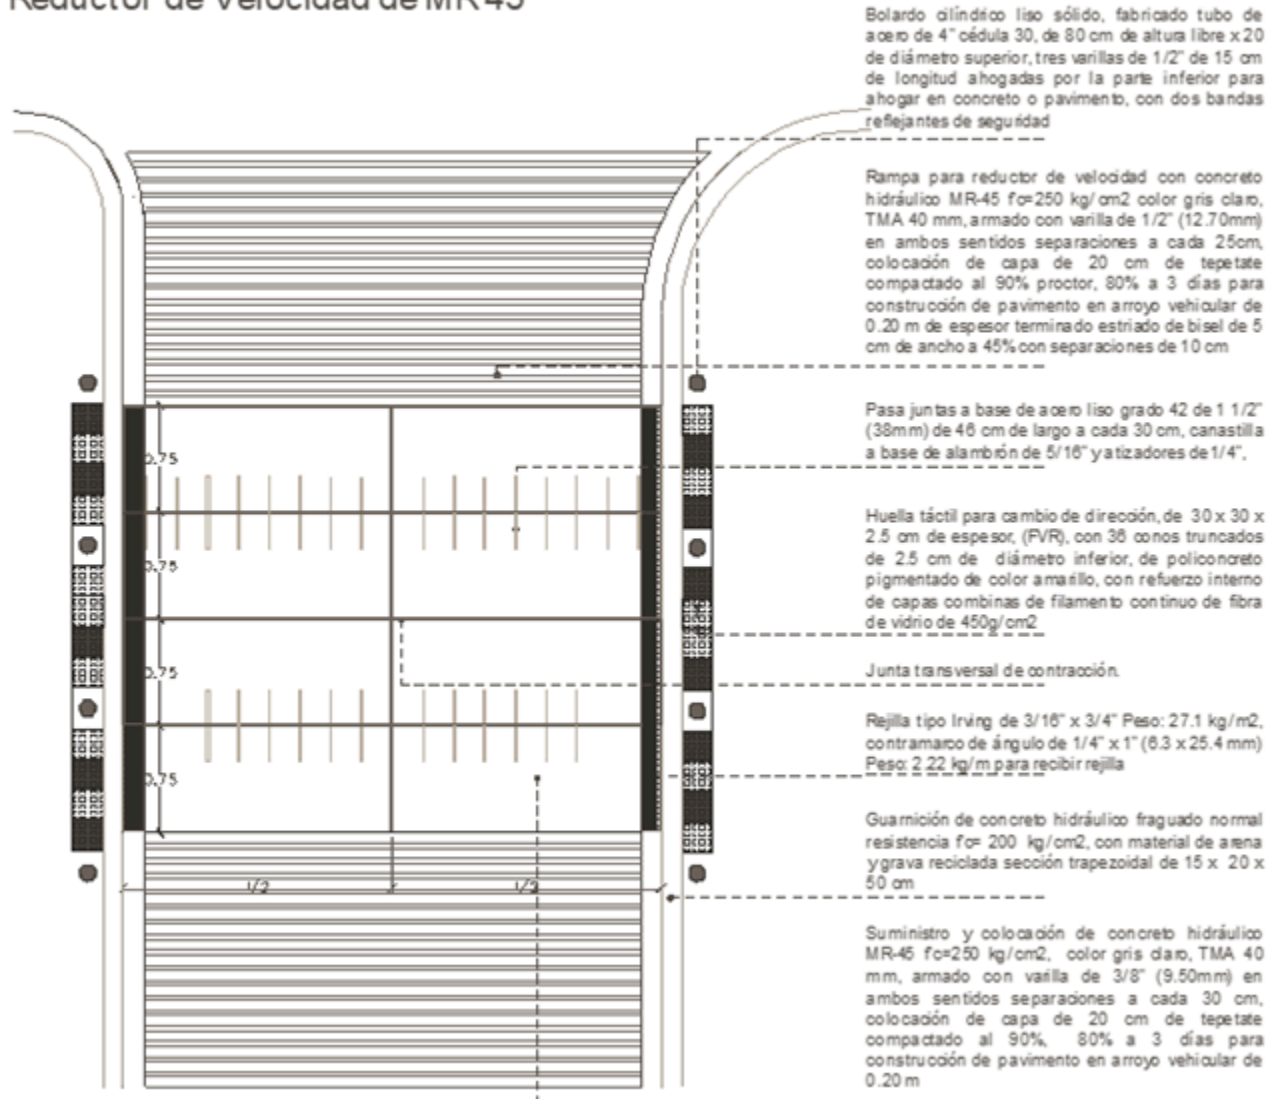 Reductor de Velocidad de MR 45
Bolardo cilíndrico liso sólido, fabricado tubo de
acero de 4" cédula 30, de 80 cm de altura libre x 20
de diámetro superior, tres varillas de 1/2" de 15 cm
de longitud ahogadas por la parte inferior para
ahogar en concreto o pavimento, con dos bandas
reflejantes de seguridad
Rampa para reductor de velocidad con concreto
hidráulico MR-45 f'c=250 kg/cm2 color gris claro,
TMA 40 mm, armado con varilla de 1/2" (12.70mm)
en ambos sentidos separaciones a cada 25cm,
colocación de capa de 20 cm de tepetate
compactado al 90% proctor, 80% a 3 días para
construcción de pavimento en arroyo vehicular de
0.20 m de espesor terminado estriado de bisel de 5
cm de ancho a 45% con separaciones de 10 cm
Pasa juntas a base de acero liso grado 42 de 1 1/2"
(38mm) de 46 cm de largo a cada 30 cm, canastilla
a base de alambrón de 5/16" y atizadores de 1/4".
Huella táctil para cambio de dirección, de 30 x 30 x
2.5 cm de espesor, (FVR), con 36 conos truncados
de 2.5 cm de diámetro inferior, de policoncreto
pigmentado de color amarillo, con refuerzo interno
de capas combinas de filamento continuo de fibra
de vidrio de 450g/cm2
Junta transversal de contracción.
Rejilla tipo Irving de 3/16" x 3/4" Peso: 27.1 kg/m2,
contramarco de ángulo de 1/4" x 1" (6.3 x 25.4 mm)
Peso: 2.22 kg/m para recibir rejilla
Guarnición de concreto hidráulico fraguado normal
resistencia f'c= 200 kg/cm2, con material de arena
y grava reciclada sección trapezoidal de 15 x 20 x
50 cm
Suministro y colocación de concreto hidráulico
MR-45 f'c=250 kg/cm2, color gris claro, TMA 40
mm, armado con varilla de 3/8" (9.50mm) en
ambos sentidos separaciones a cada 30 cm,
colocación de capa de 20 cm de tepetate
compactado al 90%, 80% a 3 días para
construcción de pavimento en arroyo vehicular de
0.20 m
0.75
0.75
0.75
0.75
1/2
1/2